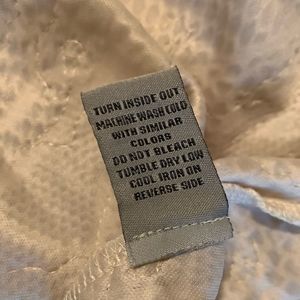 TURN INSIDE OUT
MACHINE WASH COLD
WITH SIMILAR
COLORS
DO NOT BLEACH
TUMBLE DRY LOW
COOL IRON ON
REVERSE SIDE